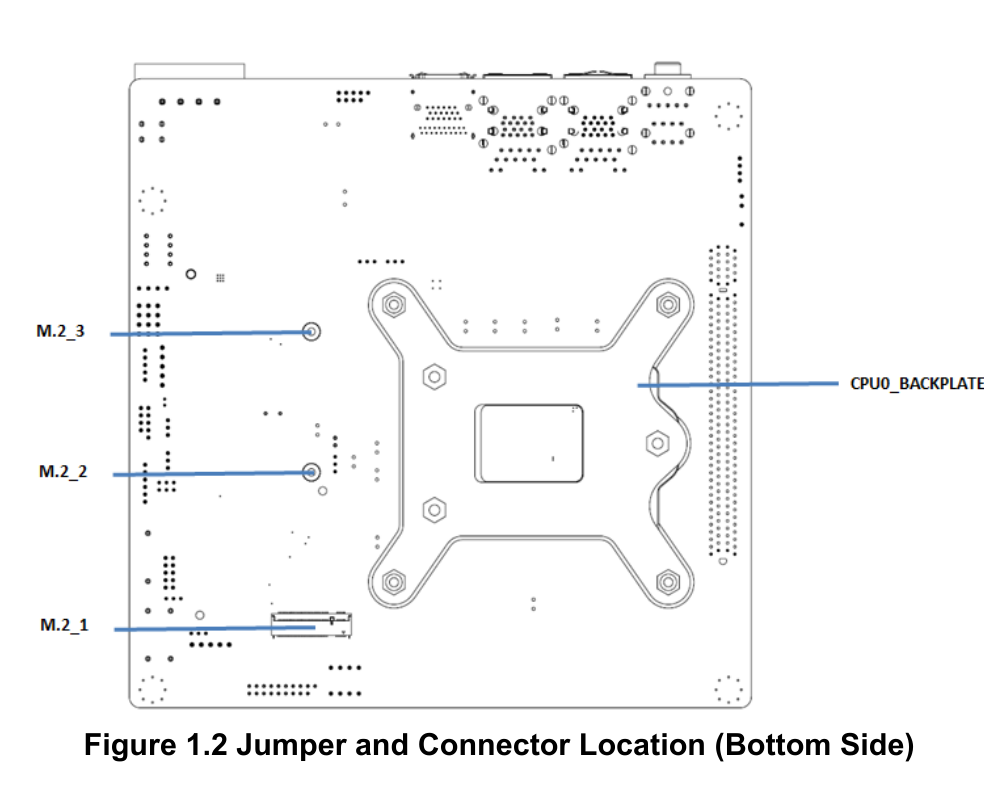 M.2_3
CPU0_BACKPLATE
M.2_2
M.2_1
Figure 1.2 Jumper and Connector Location (Bottom Side)